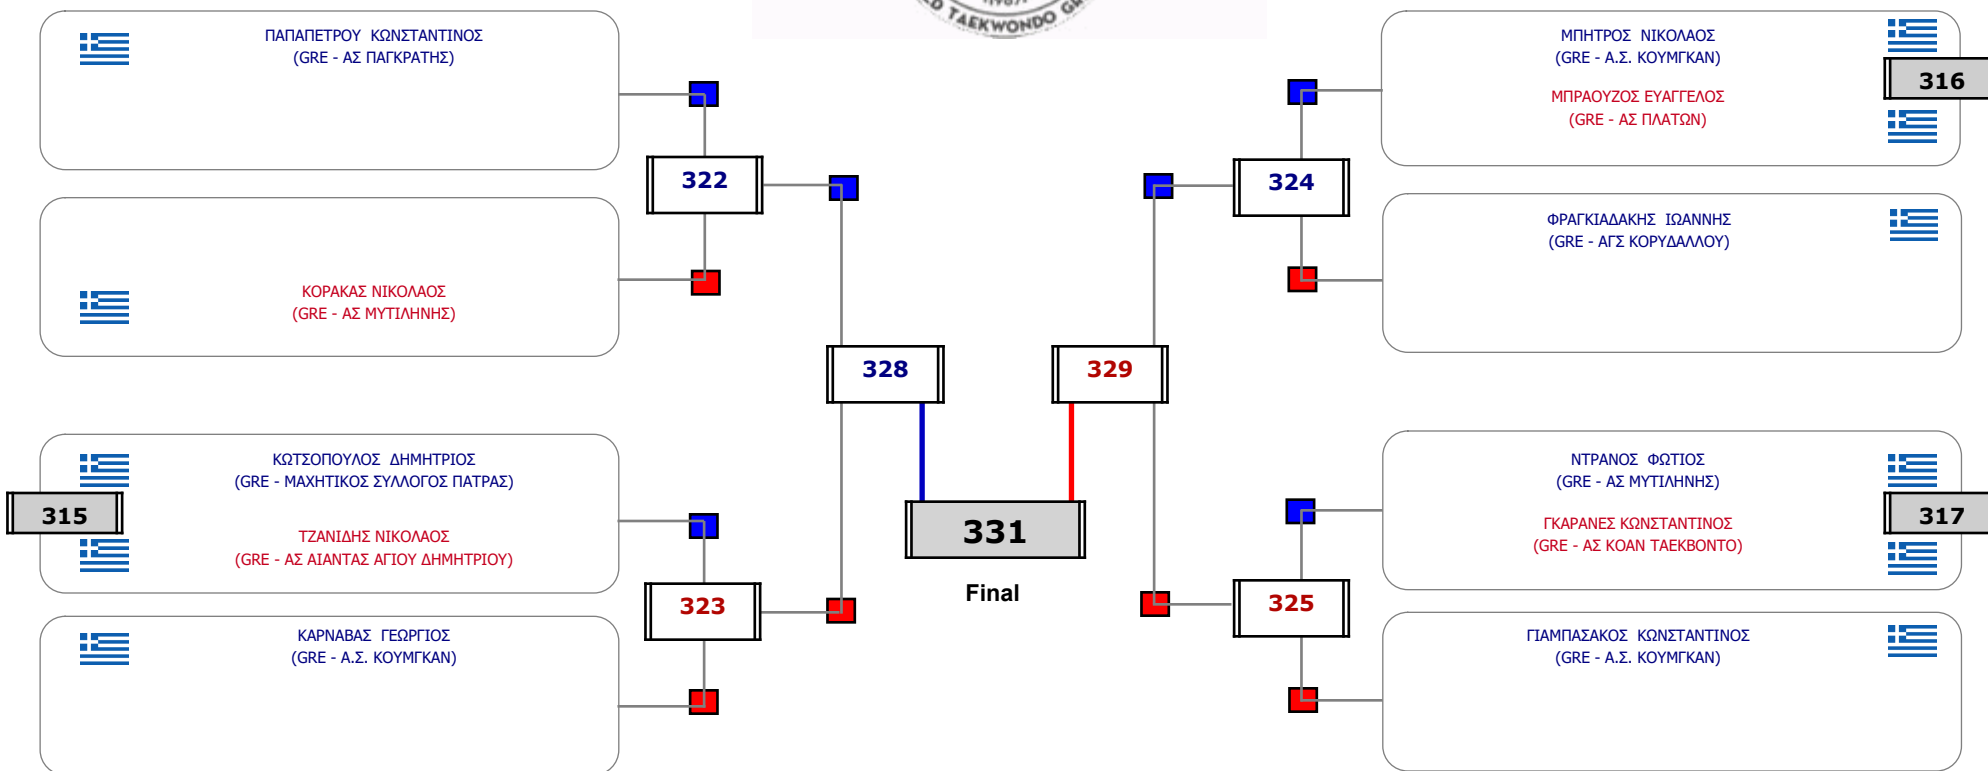 TAEKWONDO
ΠΑΠΑΠΕΤΡΟΥ ΚΩΝΣΤΑΝΤΙΝΟΣ
(GRE - ΑΣ ΠΑΓΚΡΑΤΗΣ)
322
ΚΟΡΑΚΑΣ ΝΙΚΟΛΑΟΣ
(GRE - ΑΣ ΜΥΤΙΛΗΝΗΣ)
328
315
ΚΩΤΣΟΠΟΥΛΟΣ ΔΗΜΗΤΡΙΟΣ
(GRE - ΜΑΧΗΤΙΚΟΣ ΣΥΛΛΟΓΟΣ ΠΑΤΡΑΣ)
ΤΖΑΝΙΔΗΣ ΝΙΚΟΛΑΟΣ
(GRE - ΑΣ ΑΙΑΝΤΑΣ ΑΓΙΟΥ ΔΗΜΗΤΡΙΟΥ)
323
ΚΑΡΝΑΒΑΣ ΓΕΩΡΓΙΟΣ
(GRE - Α.Σ. ΚΟΥΜΓΚΑΝ)
331
Final
ΜΠΗΤΡΟΣ ΝΙΚΟΛΑΟΣ
(GRE - Α.Σ. ΚΟΥΜΓΚΑΝ)
316
ΜΠΡΑΟΥΖΟΣ ΕΥΑΓΓΕΛΟΣ
(GRE - ΑΣ ΠΛΑΤΩΝ)
324
ΦΡΑΓΚΙΑΔΑΚΗΣ ΙΩΑΝΝΗΣ
(GRE - ΑΓΣ ΚΟΡΥΔΑΛΛΟΥ)
329
ΝΤΡΑΝΟΣ ΦΩΤΙΟΣ
(GRE - ΑΣ ΜΥΤΙΛΗΝΗΣ)
317
ΓΚΑΡΑΝΕΣ ΚΩΝΣΤΑΝΤΙΝΟΣ
(GRE - ΑΣ ΚΟΑΝ ΤΑΕΚΒΟΝΤΟ)
325
ΓΙΑΜΠΑΣΑΚΟΣ ΚΩΝΣΤΑΝΤΙΝΟΣ
(GRE - Α.Σ. ΚΟΥΜΓΚΑΝ)